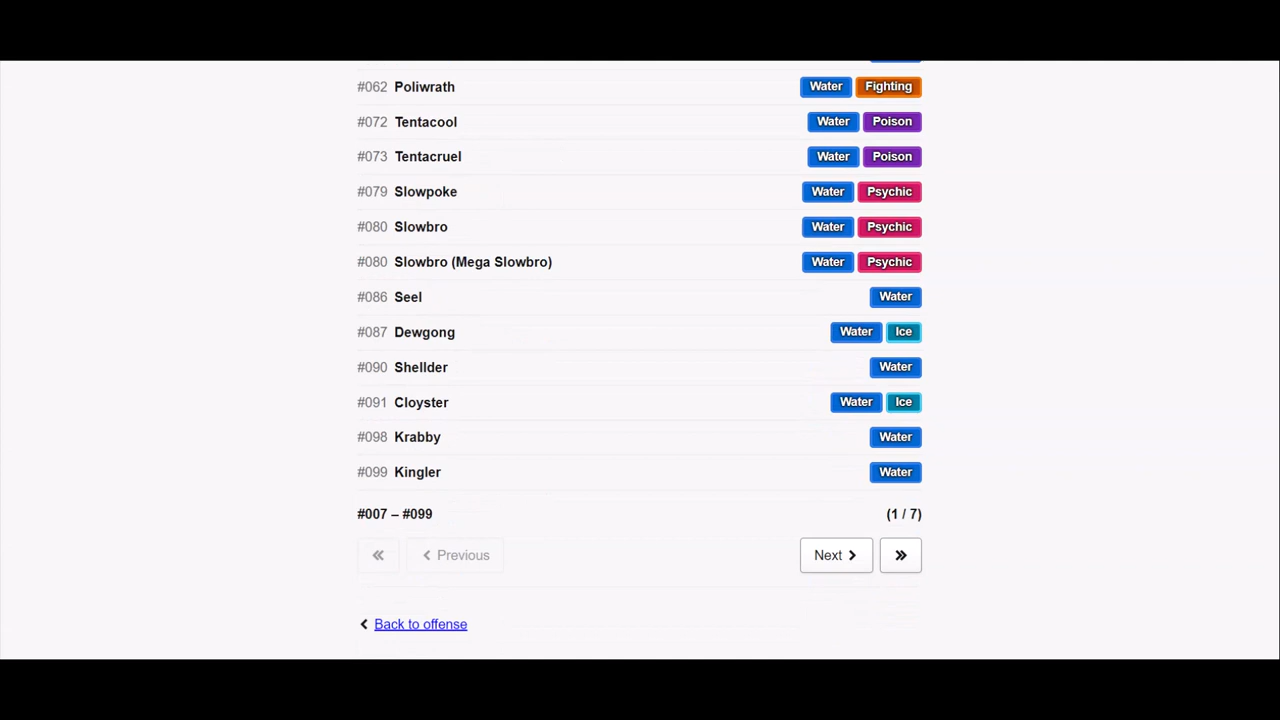 #062 Poliwrath Water Fighting
#072 Tentacool Water Poison
#073 Tentacruel Water Poison
#079 Slowpoke Water Psychic
#080 Slowbro Water Psychic
#080 Slowbro (Mega Slowbro) Water Psychic
#086 Seel Water
#087 Dewgong Water Ice
#090 Shellder Water
#091 Cloyster Water Ice
#098 Krabby Water
#099 Kingler Water
#007 – #099 (1 / 7)
« Previous Next »
Back to offense